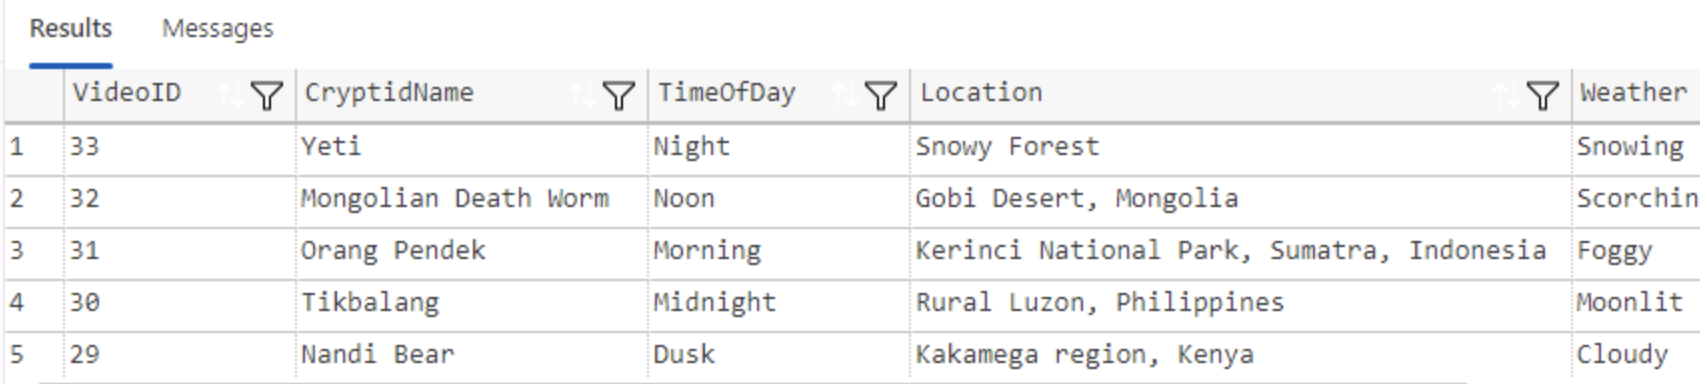 Results Messages
VideoID CryptidName TimeOfDay Location Weather
1 33 Yeti Night Snowy Forest Snowing
2 32 Mongolian Death Worm Noon Gobi Desert, Mongolia Scorchin
3 31 Orang Pendek Morning Kerinci National Park, Sumatra, Indonesia Foggy
4 30 Tikbalang Midnight Rural Luzon, Philippines Moonlit
5 29 Nandi Bear Dusk Kakamega region, Kenya Cloudy